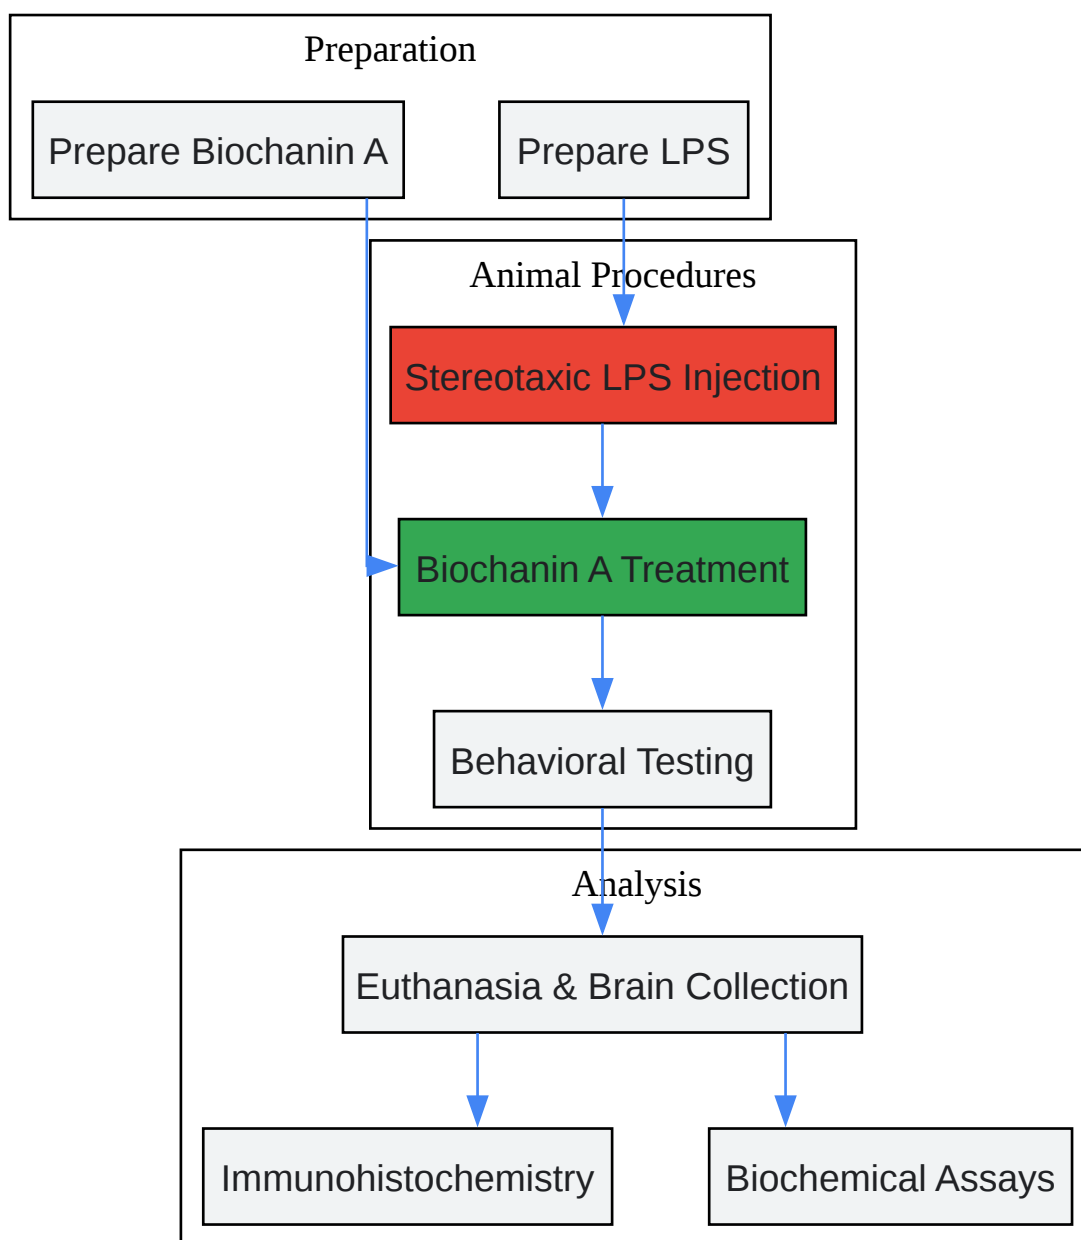 Preparation
Prepare Biochanin A
Prepare LPS
Animal Procedures
Stereotaxic LPS Injection
Biochanin A Treatment
Behavioral Testing
Analysis
Euthanasia & Brain Collection
Immunohistochemistry
Biochemical Assays